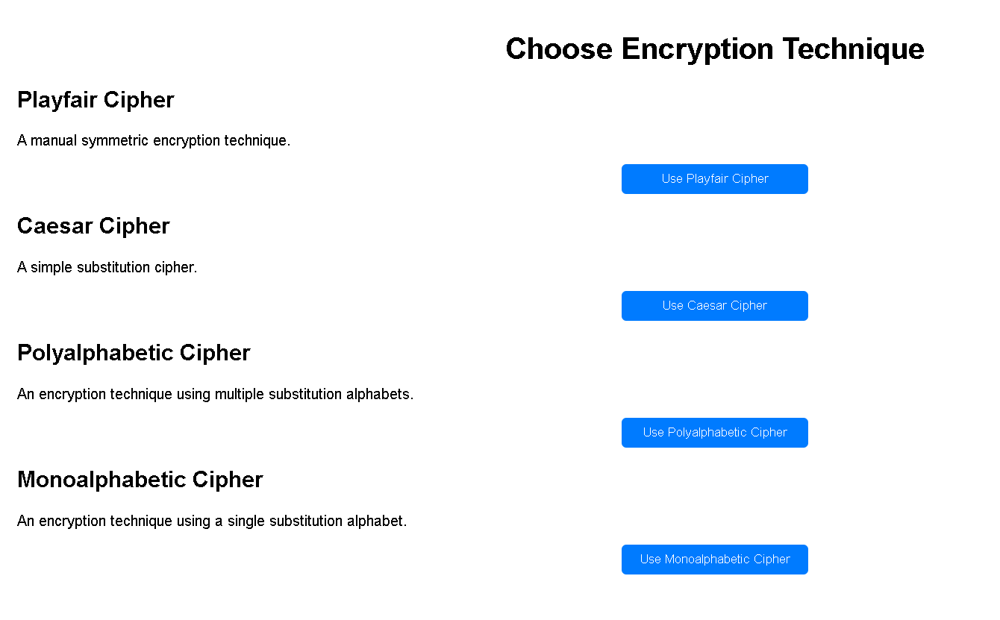 Choose Encryption Technique
Playfair Cipher
A manual symmetric encryption technique.
Use Playfair Cipher
Caesar Cipher
A simple substitution cipher.
Use Caesar Cipher
Polyalphabetic Cipher
An encryption technique using multiple substitution alphabets.
Use Polyalphabetic Cipher
Monoalphabetic Cipher
An encryption technique using a single substitution alphabet.
Use Monoalphabetic Cipher